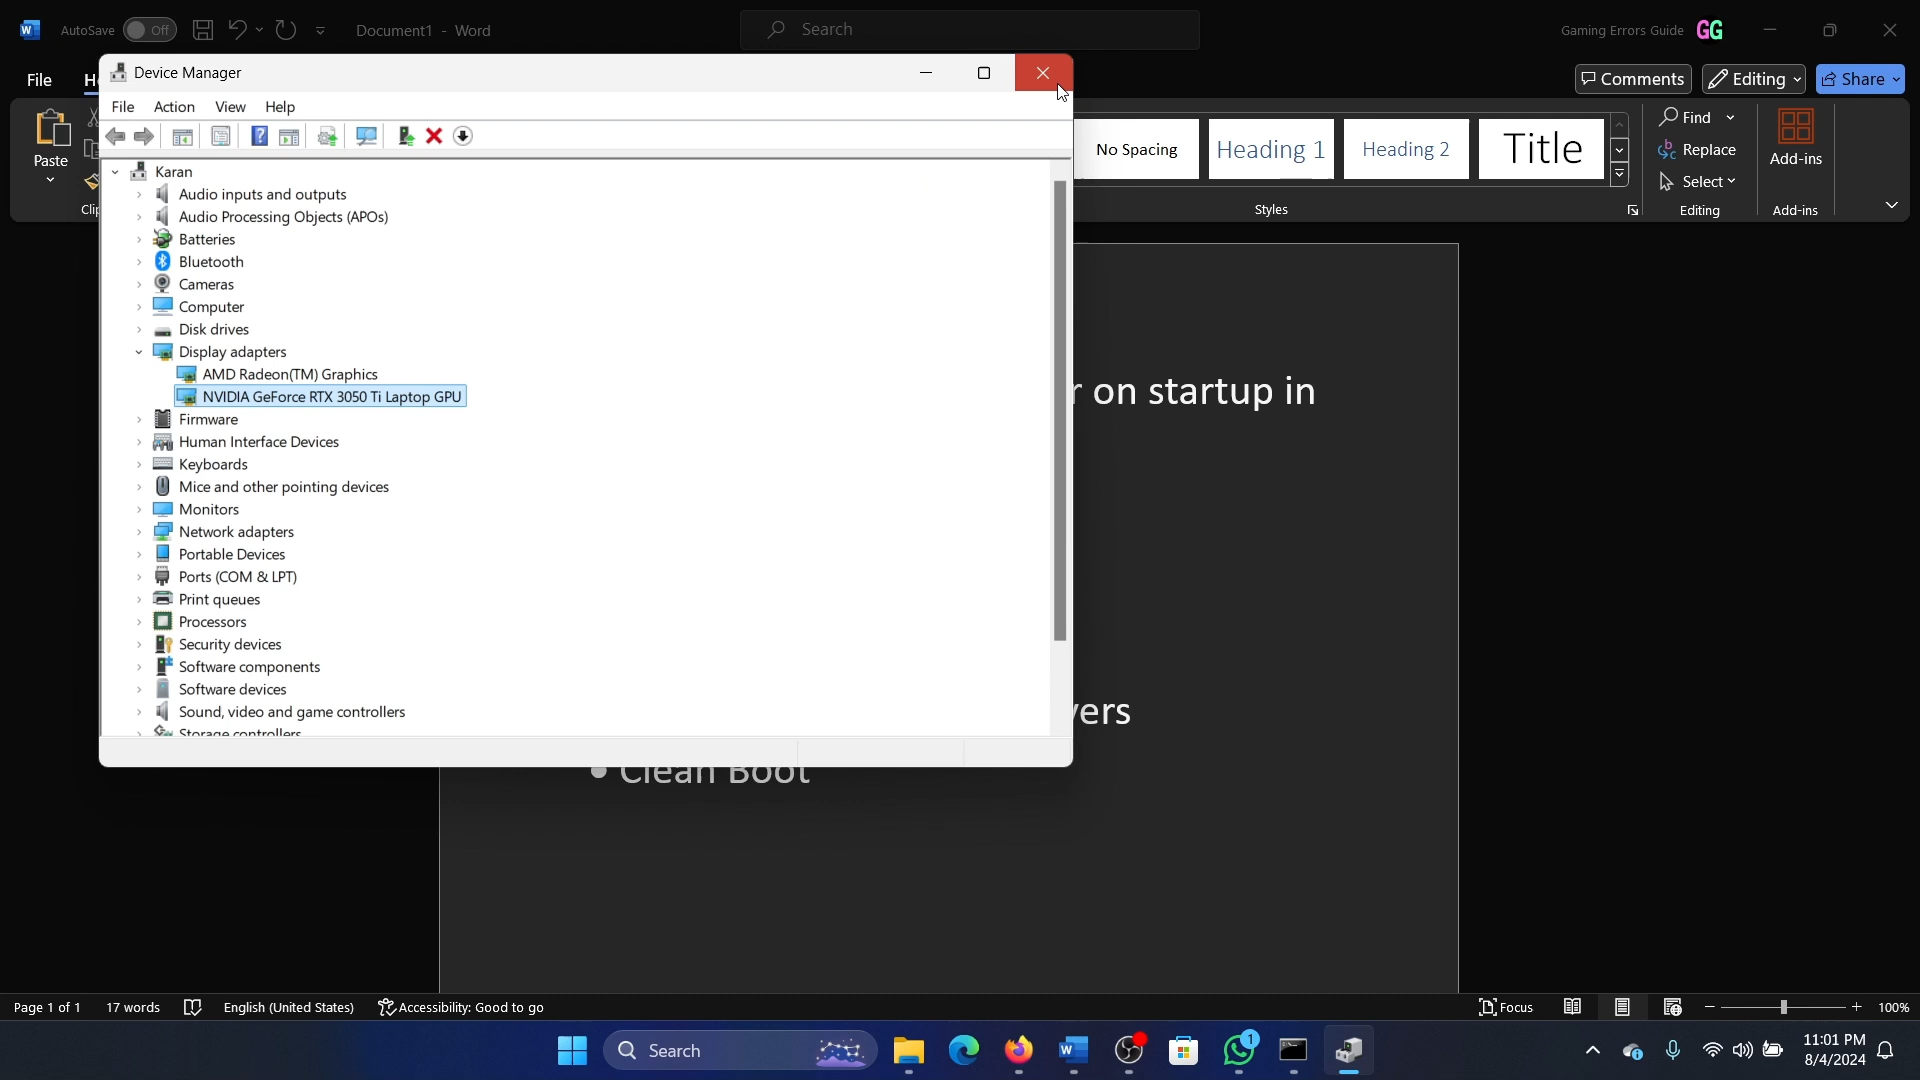 AutoSave Off Document1 - Word Search Gaming Errors Guide GG
File Comments Editing Share
Device Manager
File Action View Help
Paste
No Spacing Heading 1 Heading 2 Title
Find
Replace
Select
Add-ins
Styles Editing Add-ins
Karan
Audio inputs and outputs
Audio Processing Objects (APOs)
Batteries
Bluetooth
Cameras
Computer
Disk drives
Display adapters
AMD Radeon(TM) Graphics
NVIDIA GeForce RTX 3050 Ti Laptop GPU
Firmware
Human Interface Devices
Keyboards
Mice and other pointing devices
Monitors
Network adapters
Portable Devices
Ports (COM & LPT)
Print queues
Processors
Security devices
Software components
Software devices
Sound, video and game controllers
Storage controllers
on startup in
vers
• Clean Boot
Page 1 of 1 17 words English (United States) Accessibility: Good to go Focus 100%
Search 1 11:01 PM
8/4/2024